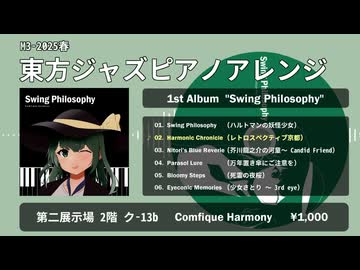 M3-2025春
東方ジャズピアノアレンジ
Swing Philosophy
1st Album "Swing Philosophy"
01. Swing Philosophy （ハルトマンの妖怪少女）
♪ 02. Harmonic Chronicle （レトロスペクティブ京都）
03. Nitori's Blue Reverie （芥川龍之介の河童～ Candid Friend）
04. Parasol Lure （万年置き傘にご注意を）
05. Bloomy Steps （死霊の夜桜）
06. Eyeconic Memories （少女さとり ～ 3rd eye）
第二展示場 2階 ク-13b Comfique Harmony ¥1,000
Swing Ph